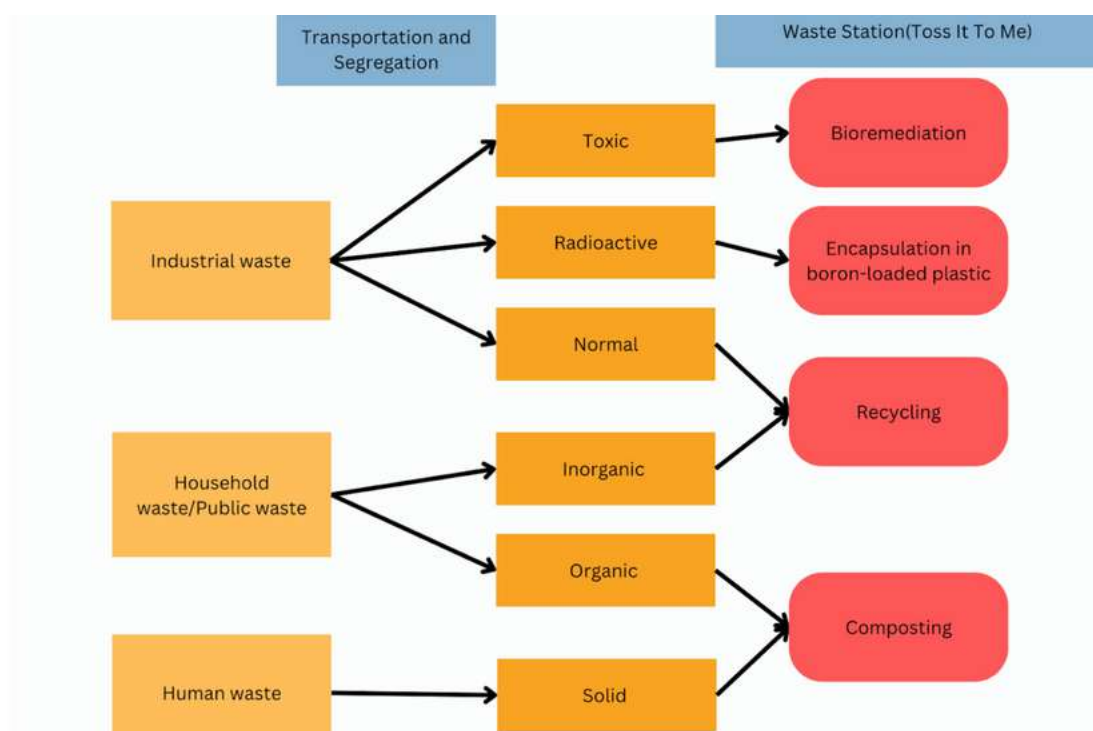 Transportation and
Segregation
Waste Station(Toss It To Me)
Toxic
Bioremediation
Industrial waste
Radioactive
Encapsulation in
boron-loaded plastic
Normal
Recycling
Household
waste/Public waste
Inorganic
Organic
Composting
Human waste
Solid